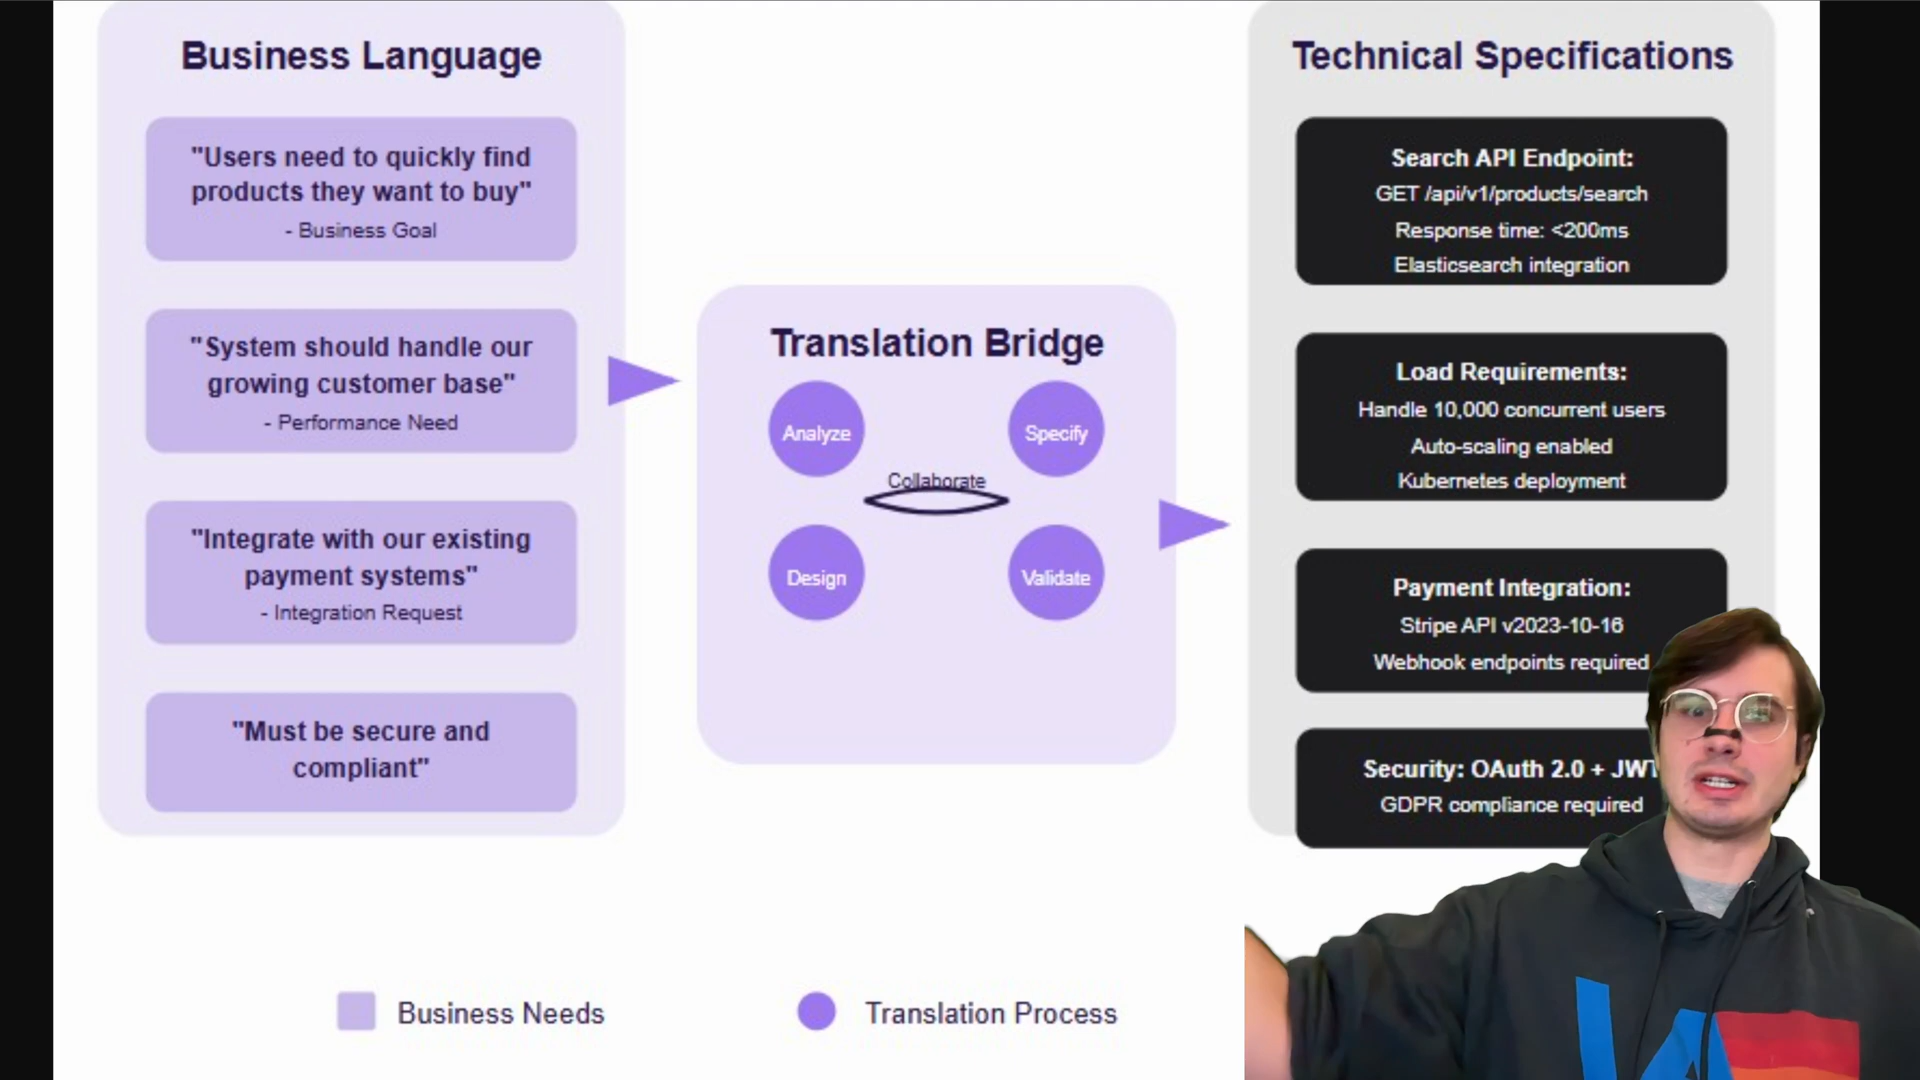 Business Language
"Users need to quickly find
products they want to buy"
- Business Goal
"System should handle our
growing customer base"
- Performance Need
"Integrate with our existing
payment systems"
- Integration Request
"Must be secure and
compliant"
Translation Bridge
Analyze
Specify
Collaborate
Design
Validate
Technical Specifications
Search API Endpoint:
GET /api/v1/products/search
Response time: <200ms
Elasticsearch integration
Load Requirements:
Handle 10,000 concurrent users
Auto-scaling enabled
Kubernetes deployment
Payment Integration:
Stripe API v2023-10-16
Webhook endpoints required
Security: OAuth 2.0 + JWT
GDPR compliance required
Business Needs
Translation Process